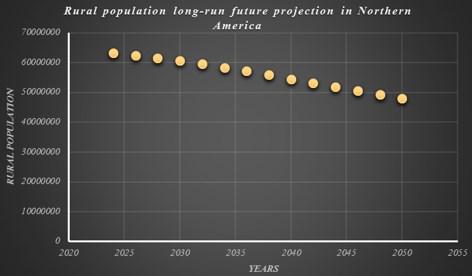 Rural population long-run future projection in Northern
America
70000000
60000000
50000000
40000000
30000000
20000000
10000000
0
RURAL POPULATION
2020 2025 2030 2035 2040 2045 2050 2055
YEARS